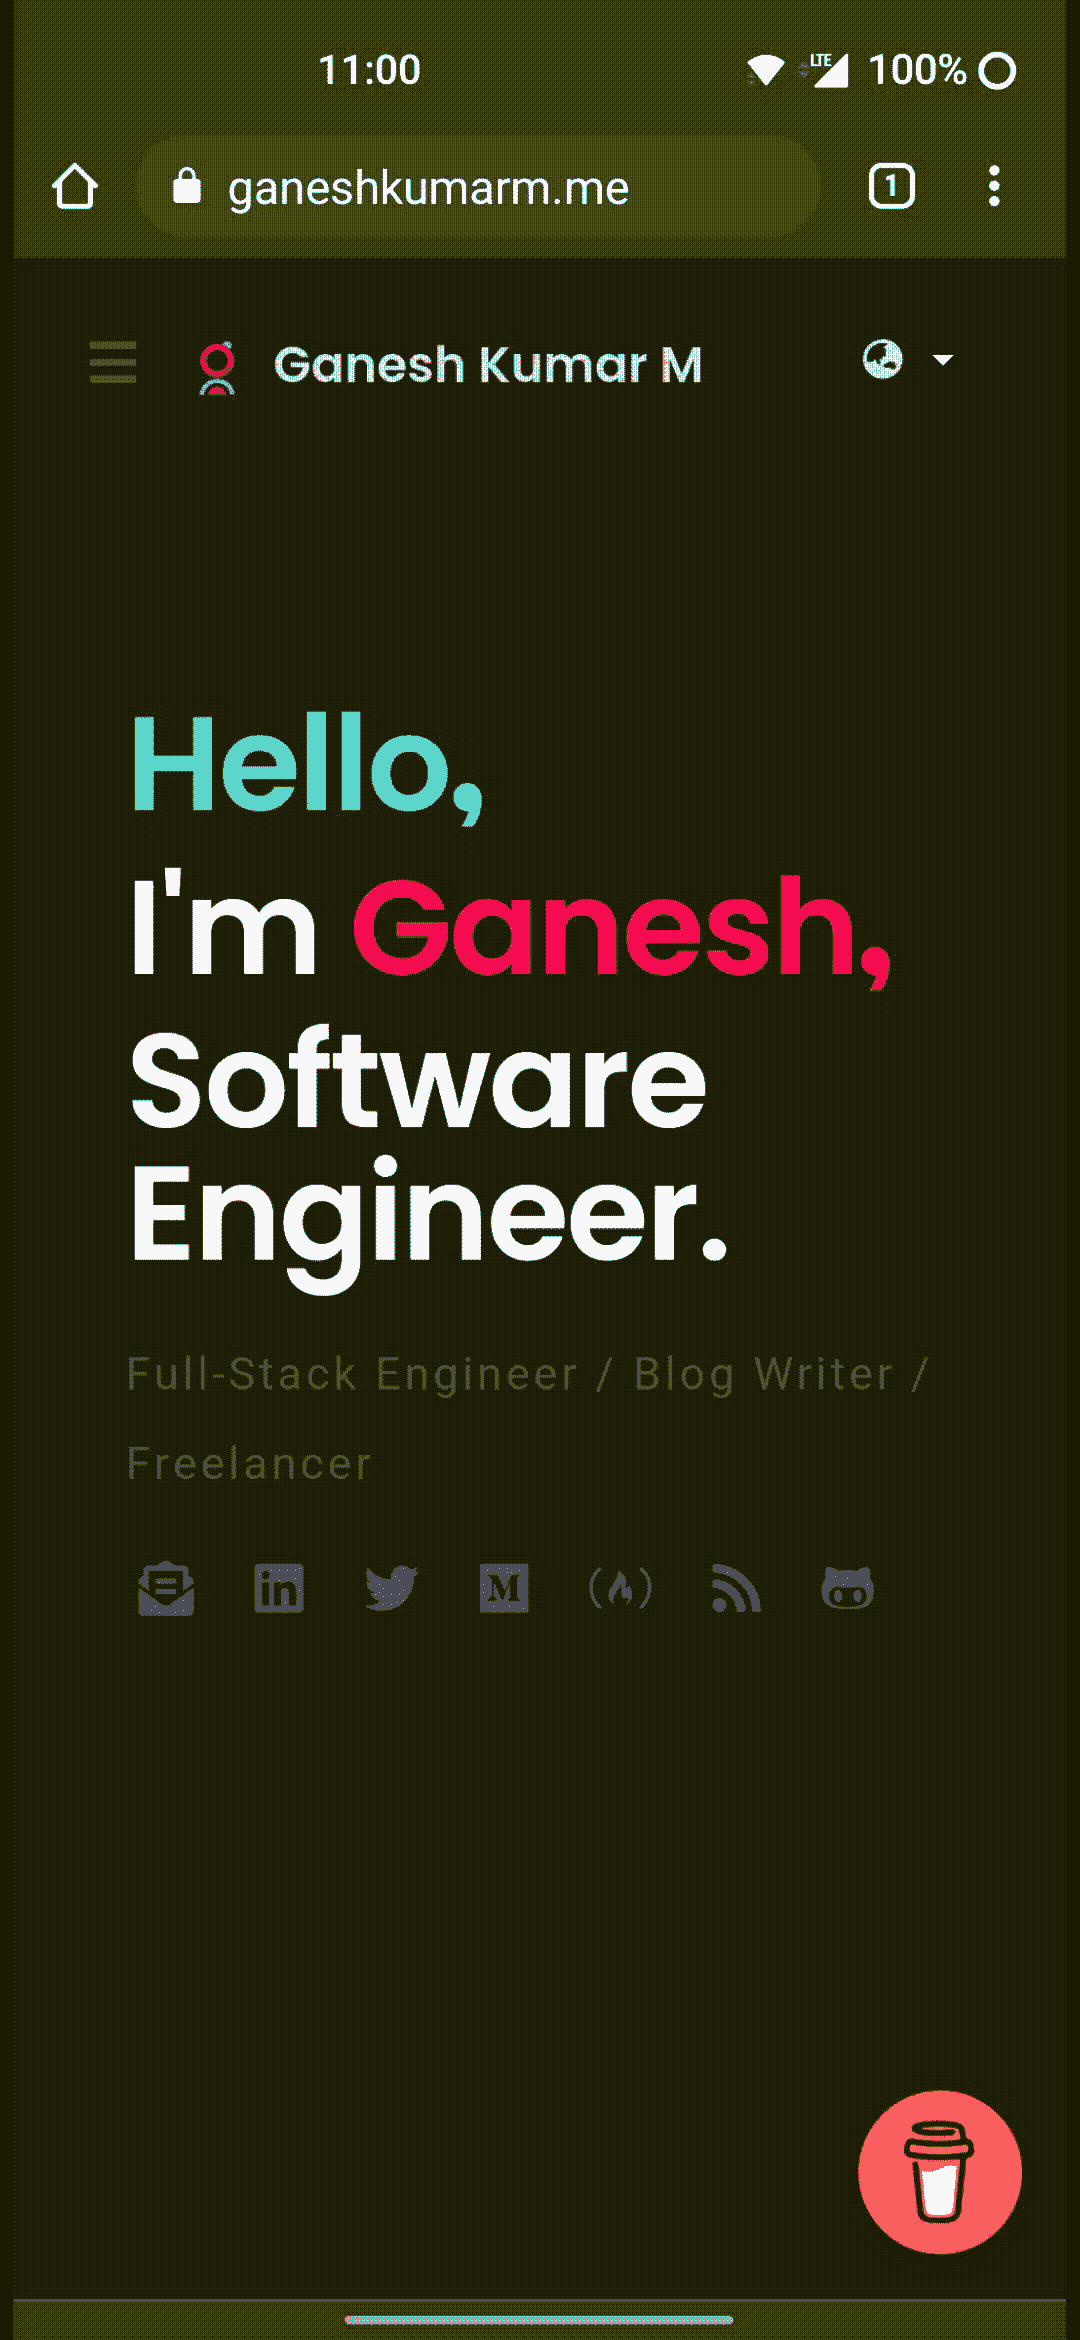 11:00
LTE 100%
ganeshkumarm.me
1
Ganesh Kumar M
Hello,
I'm Ganesh,
Software
Engineer.
Full-Stack Engineer / Blog Writer /
Freelancer
in M